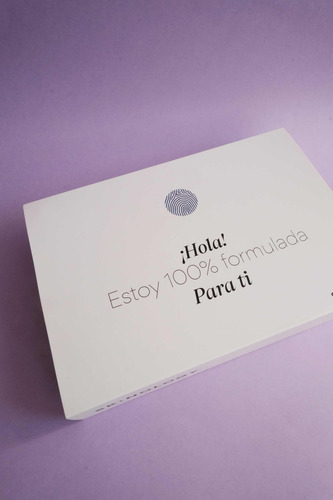 ¡Hola!
Estoy 100% formulada
Para ti